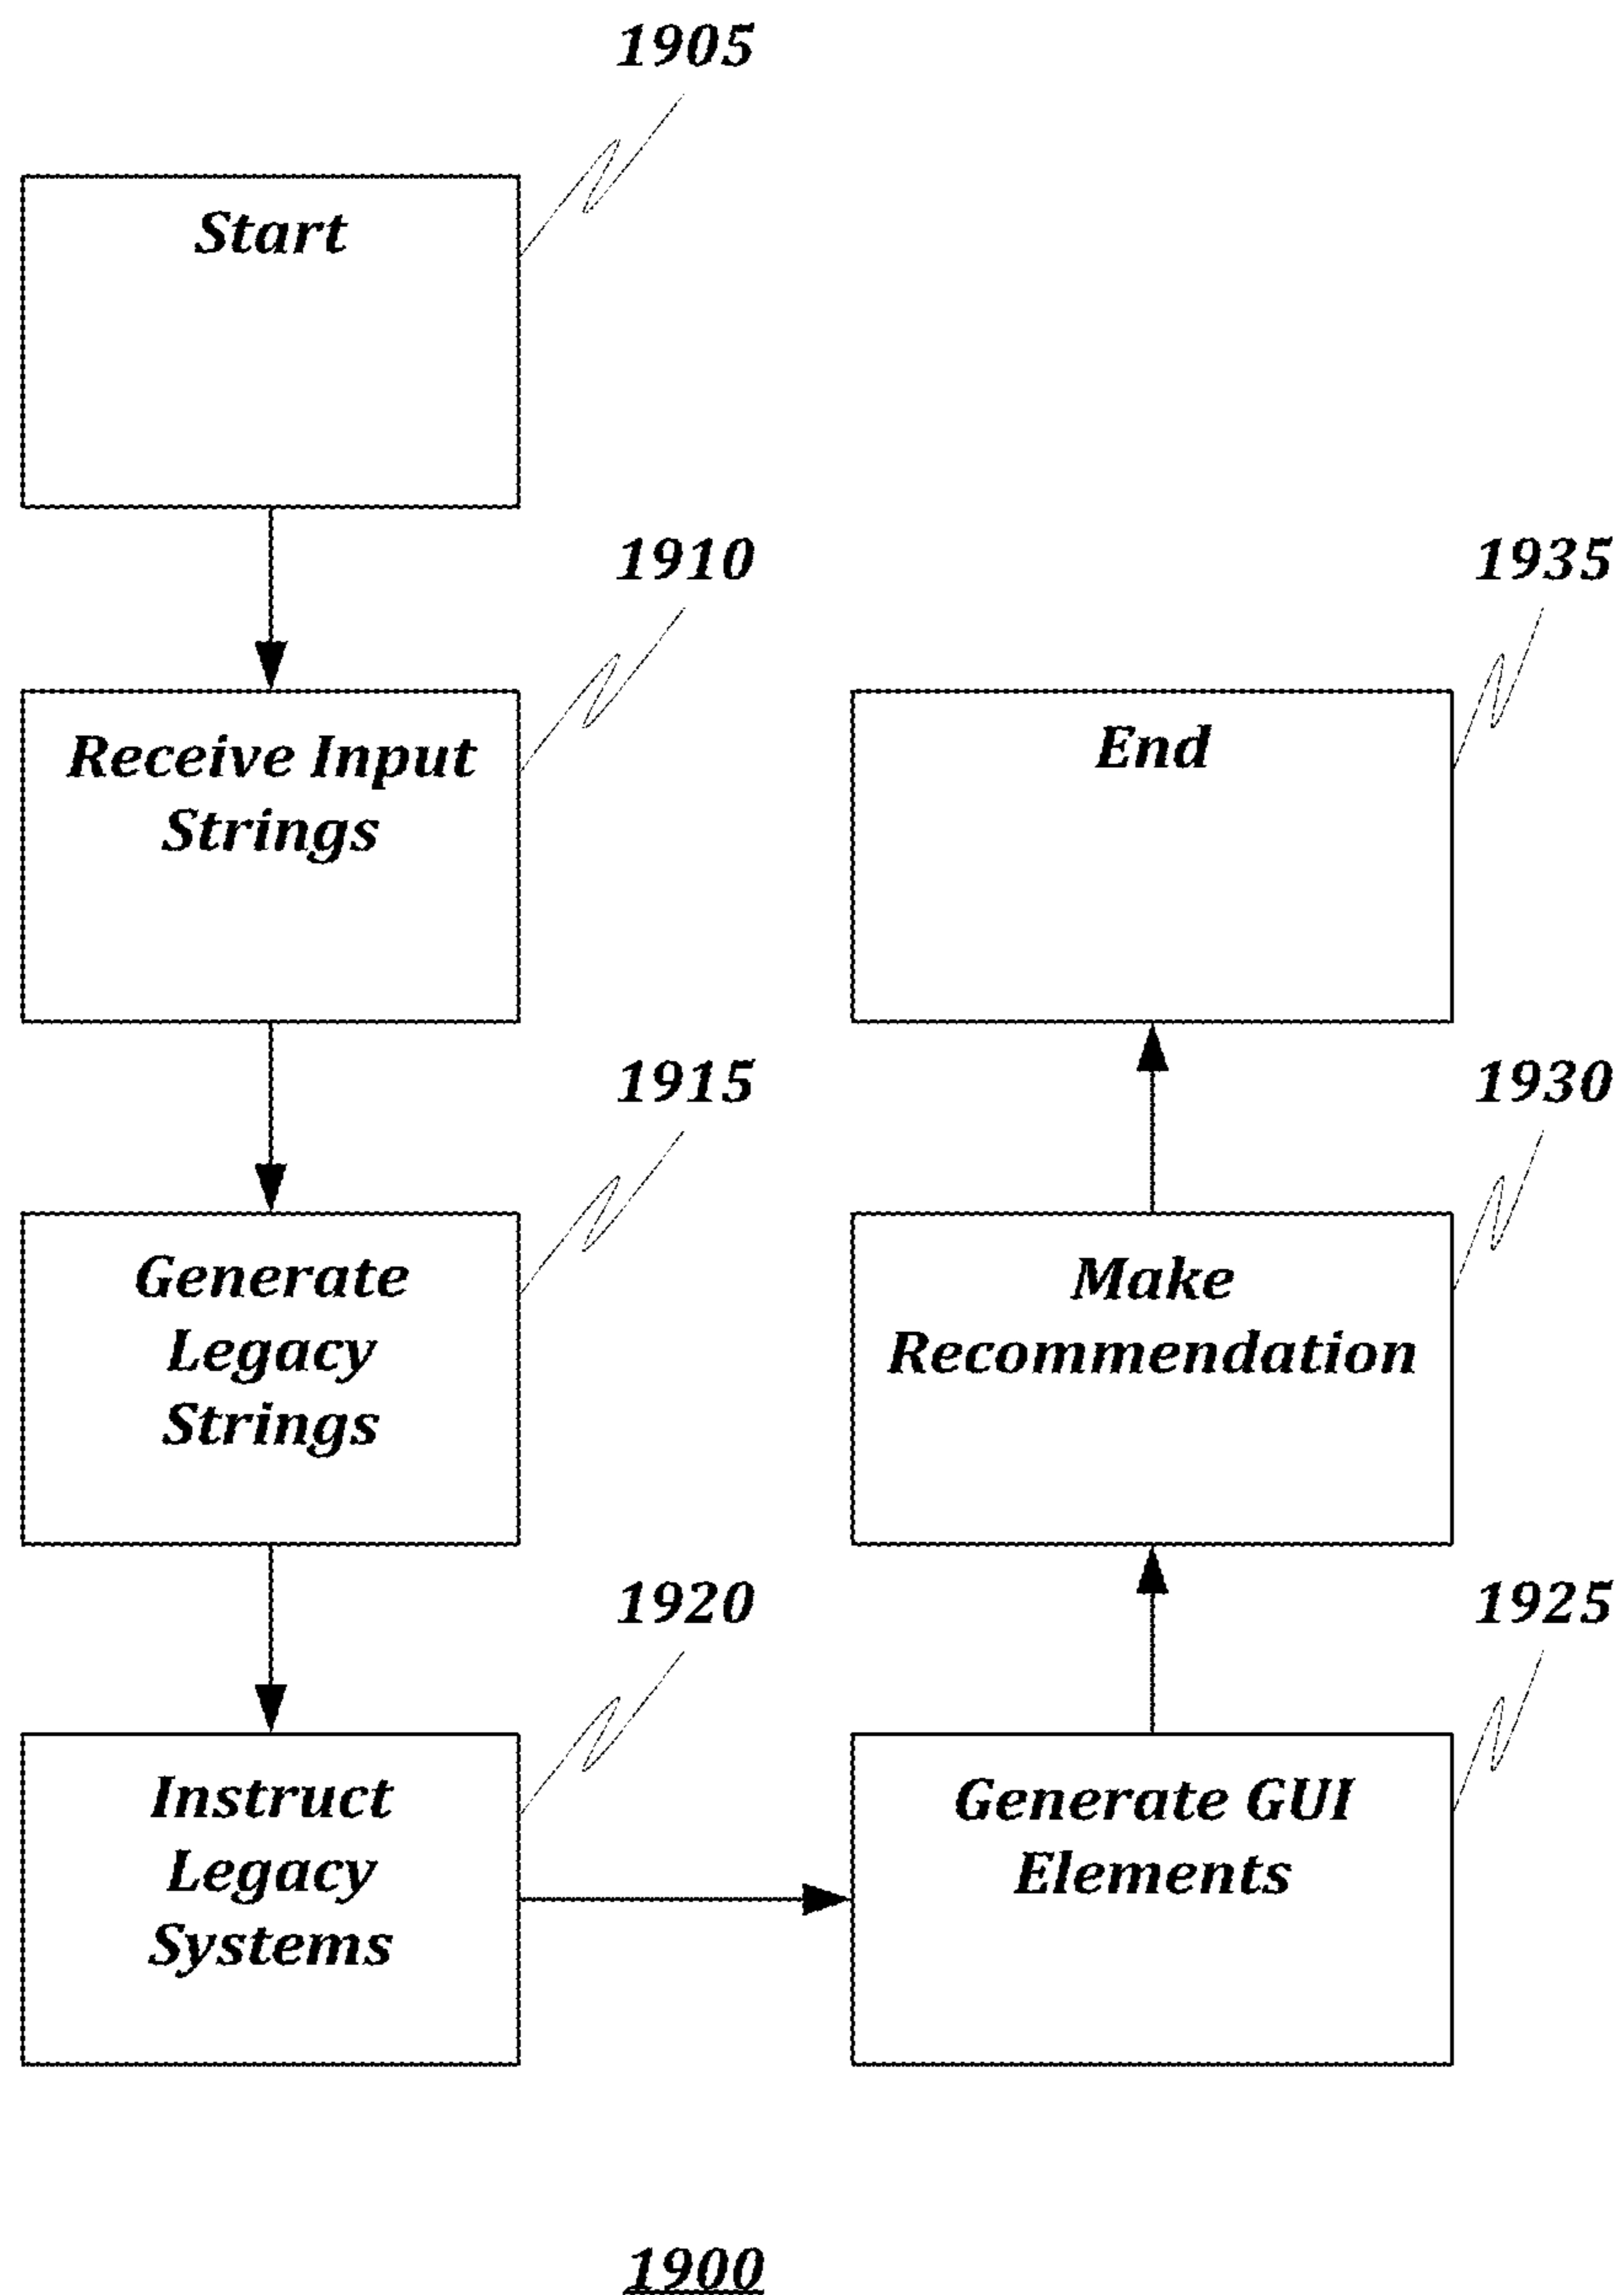 1905
Start
1910
Receive Input
Strings
1915
Generate
Legacy
Strings
1920
Instruct
Legacy
Systems
1925
Generate GUI
Elements
1930
Make
Recommendation
1935
End
1900